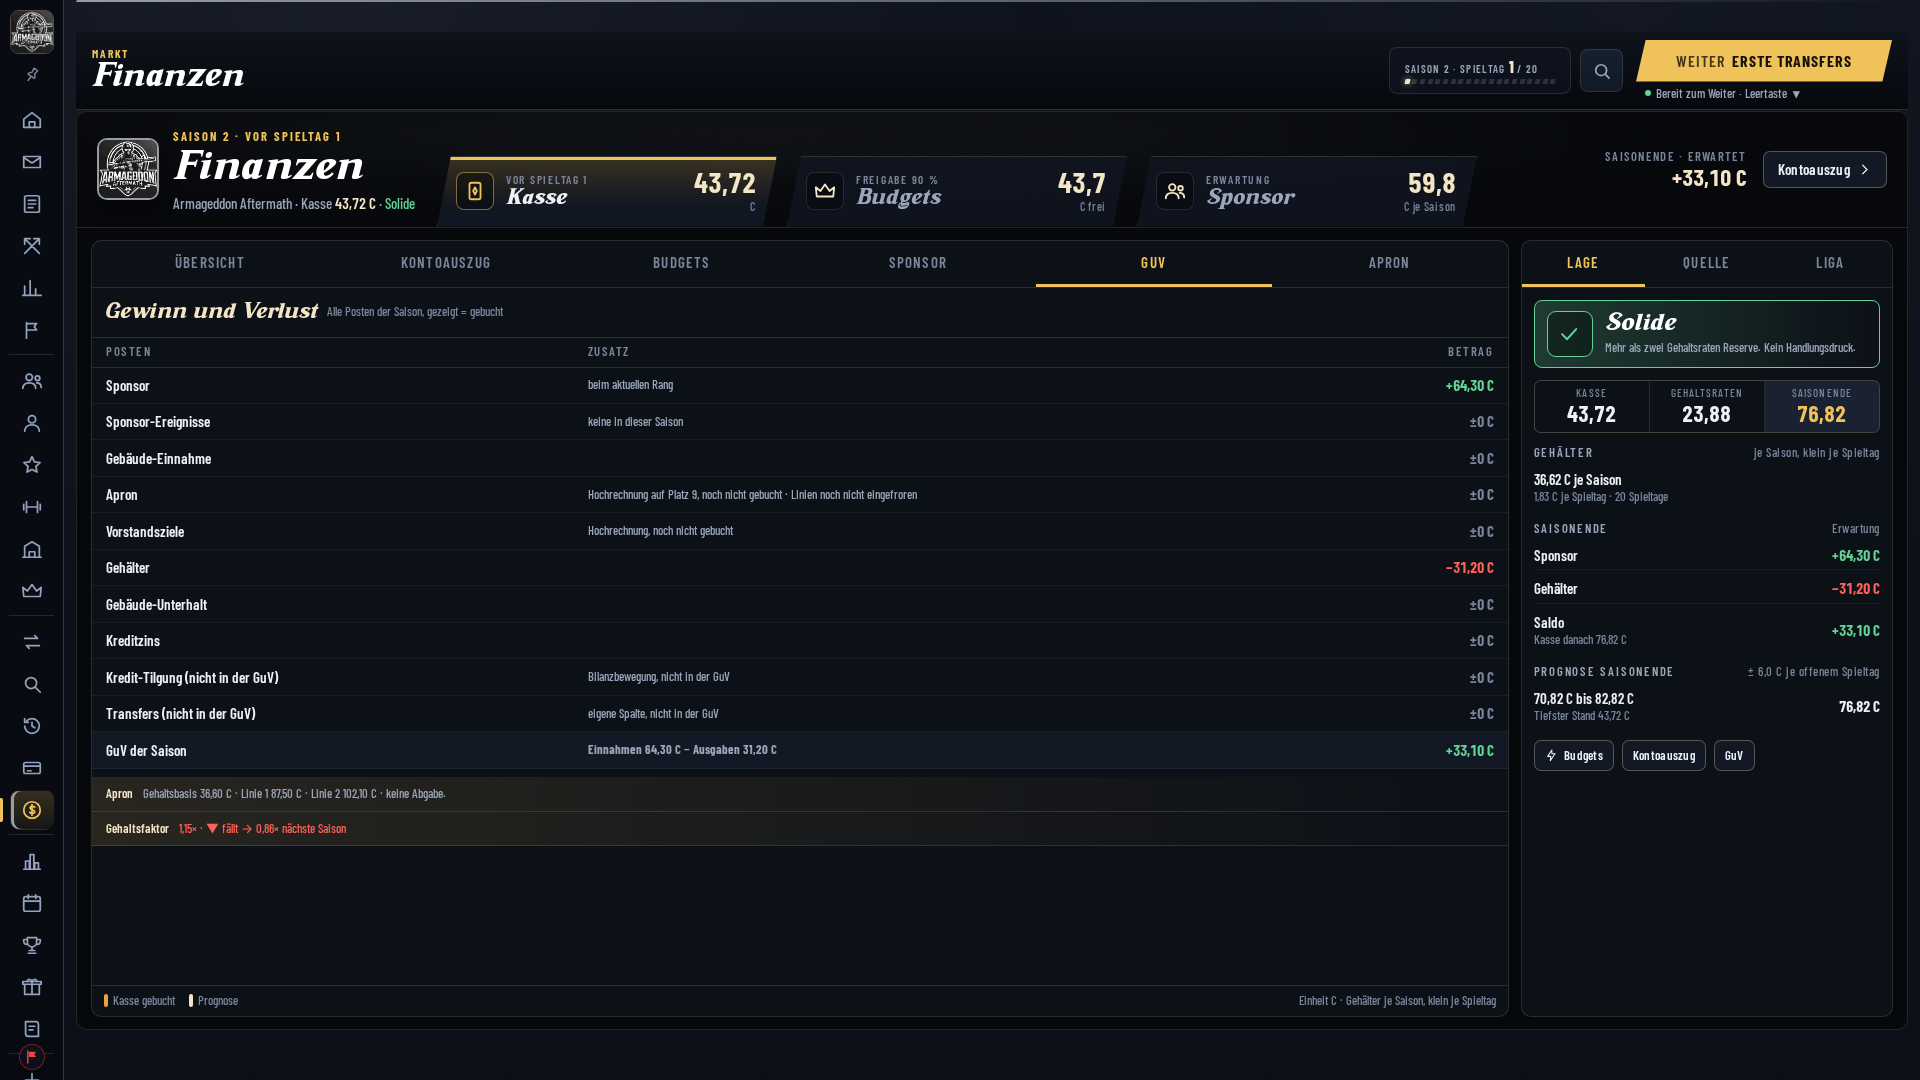 ARMAGEDDON
MARKT
Finanzen
SAISON 2 · SPIELTAG 1 / 20
WEITER ERSTE TRANSFERS
Bereit zum Weiter · Leertaste ▼
ARMAGEDDON
AFTERMATH
SAISON 2 · VOR SPIELTAG 1
Finanzen
Armageddon Aftermath · Kasse 43,72 C · Solide
VOR SPIELTAG 1
Kasse
43,72
C
FREIGABE 90 %
Budgets
43,7
C frei
ERWARTUNG
Sponsor
59,8
C je Saison
SAISONENDE · ERWARTET
+33,10 C
Kontoauszug
ÜBERSICHT
KONTOAUSZUG
BUDGETS
SPONSOR
GUV
APRON
Gewinn und Verlust Alle Posten der Saison, gezeigt = gebucht
POSTEN ZUSATZ BETRAG
Sponsor beim aktuellen Rang +64,30 C
Sponsor-Ereignisse keine in dieser Saison ±0 C
Gebäude-Einnahme ±0 C
Apron Hochrechnung auf Platz 9, noch nicht gebucht · Linien noch nicht eingefroren ±0 C
Vorstandsziele Hochrechnung, noch nicht gebucht ±0 C
Gehälter −31,20 C
Gebäude-Unterhalt ±0 C
Kreditzins ±0 C
Kredit-Tilgung (nicht in der GuV) Bilanzbewegung, nicht in der GuV ±0 C
Transfers (nicht in der GuV) eigene Spalte, nicht in der GuV ±0 C
GuV der Saison Einnahmen 64,30 C − Ausgaben 31,20 C +33,10 C
Apron Gehaltsbasis 36,60 C · Linie 1 87,50 C · Linie 2 102,10 C · keine Abgabe.
Gehaltsfaktor 1,15× · ▼ fällt → 0,86× nächste Saison
Kasse gebucht Prognose
Einheit C · Gehälter je Saison, klein je Spieltag
LAGE
QUELLE
LIGA
Solide
Mehr als zwei Gehaltsraten Reserve. Kein Handlungsdruck.
KASSE
43,72
GEHALTSRATEN
23,88
SAISONENDE
76,82
GEHÄLTER je Saison, klein je Spieltag
36,62 C je Saison
1,83 C je Spieltag · 20 Spieltage
SAISONENDE Erwartung
Sponsor +64,30 C
Gehälter −31,20 C
Saldo +33,10 C
Kasse danach 76,82 C
PROGNOSE SAISONENDE ± 6,0 C je offenem Spieltag
70,82 C bis 82,82 C 76,82 C
Tiefster Stand 43,72 C
Budgets
Kontoauszug
GuV